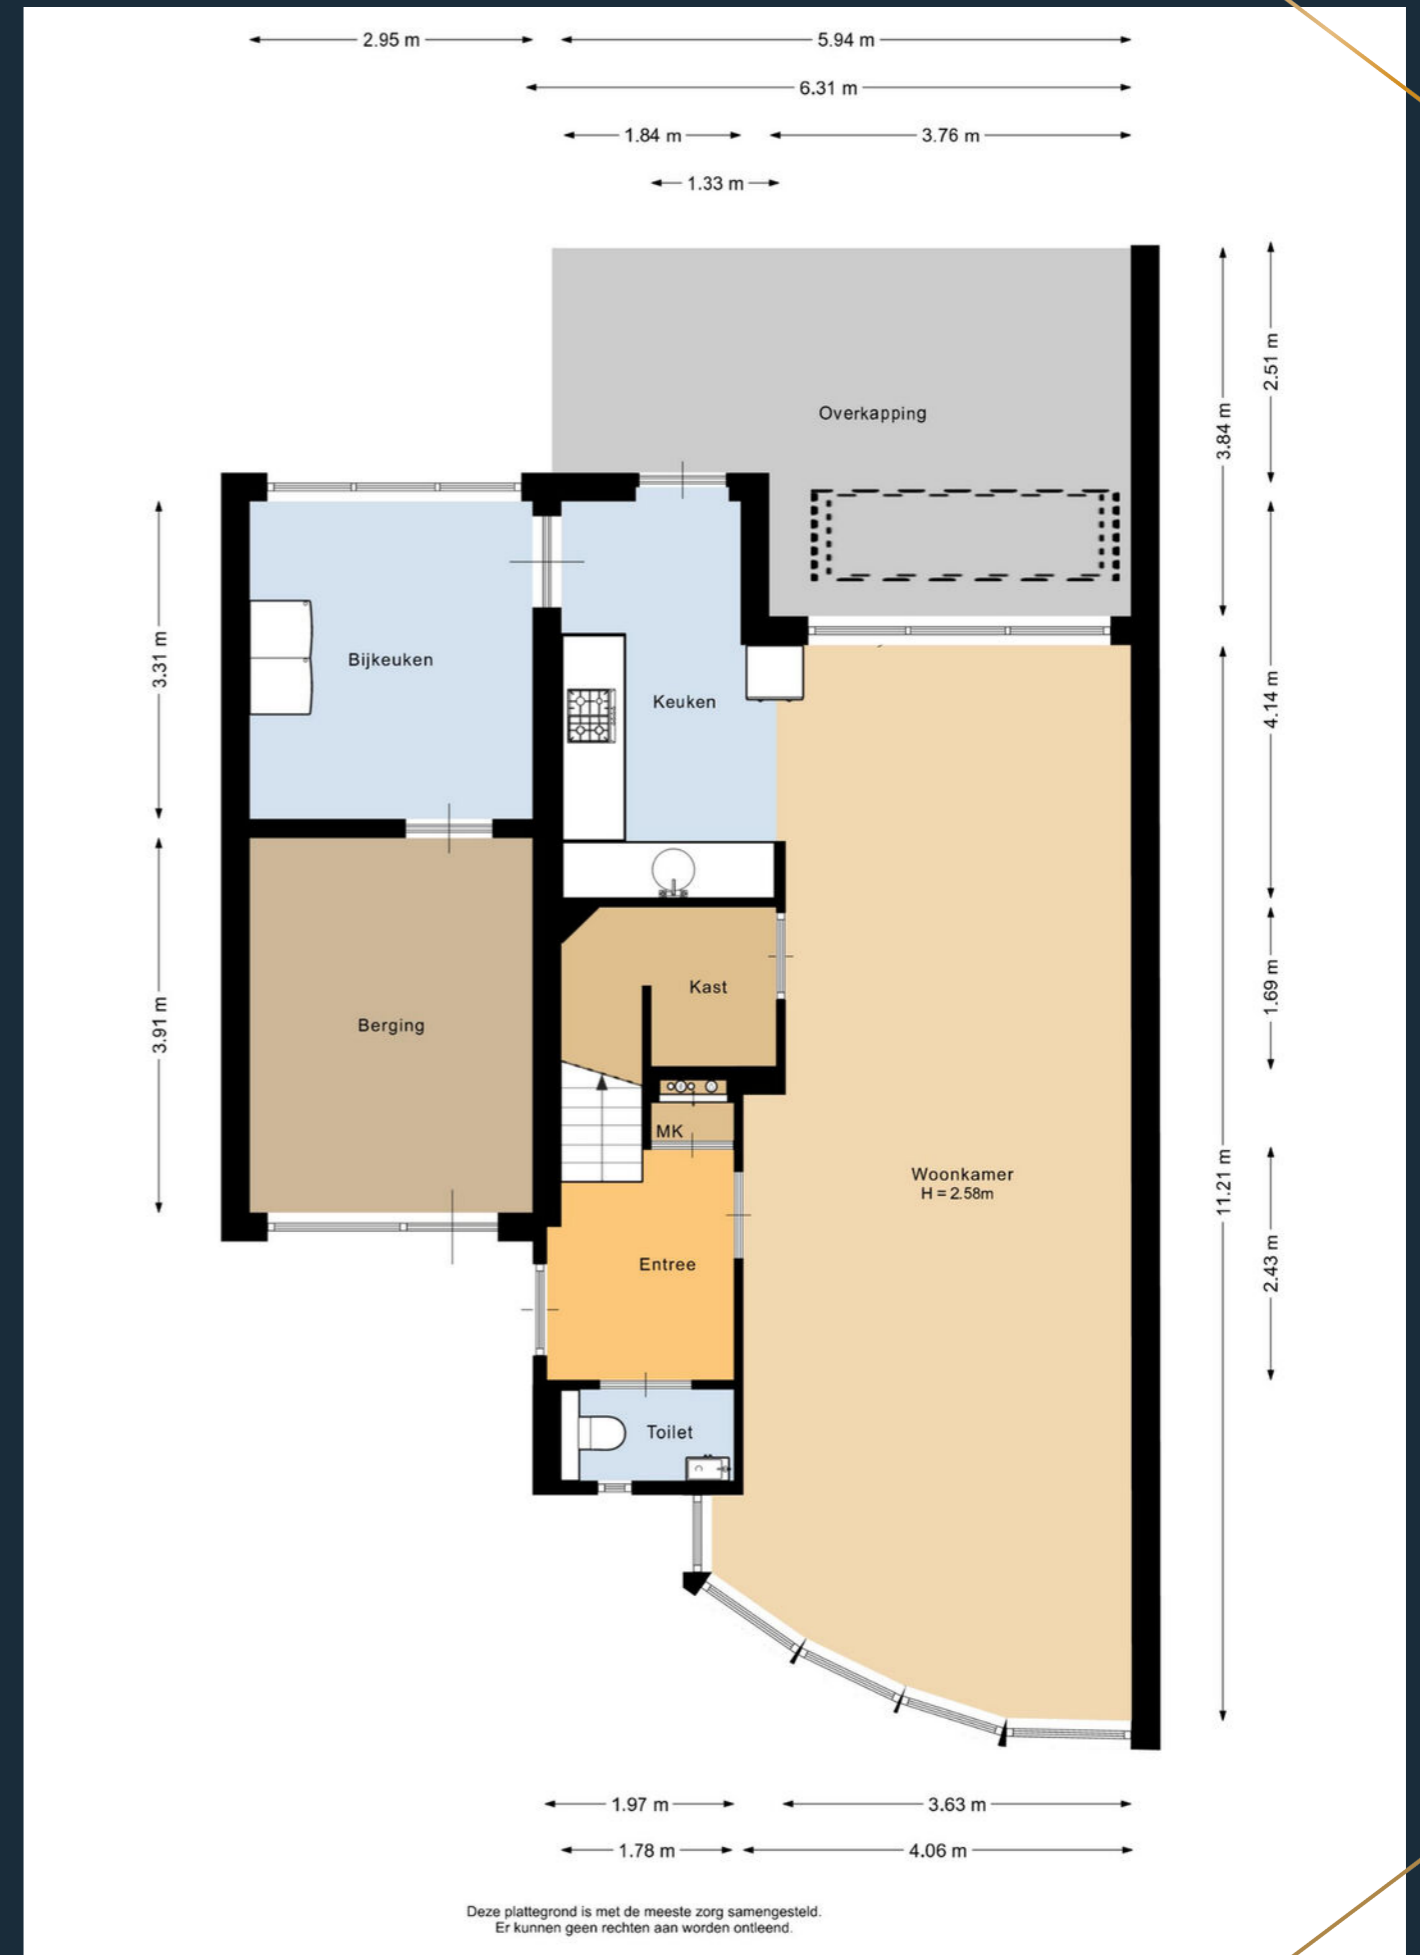 2.95 m
5.94 m
6.31 m
1.84 m
3.76 m
1.33 m
Overkapping
2.51 m
3.84 m
Bijkeuken
3.31 m
Keuken
4.14 m
Kast
1.69 m
Berging
3.91 m
MK
Woonkamer
H = 2.58m
11.21 m
Entree
2.43 m
Toilet
1.97 m
3.63 m
1.78 m
4.06 m
Deze plattegrond is met de meeste zorg samengesteld.
Er kunnen geen rechten aan worden ontleend.